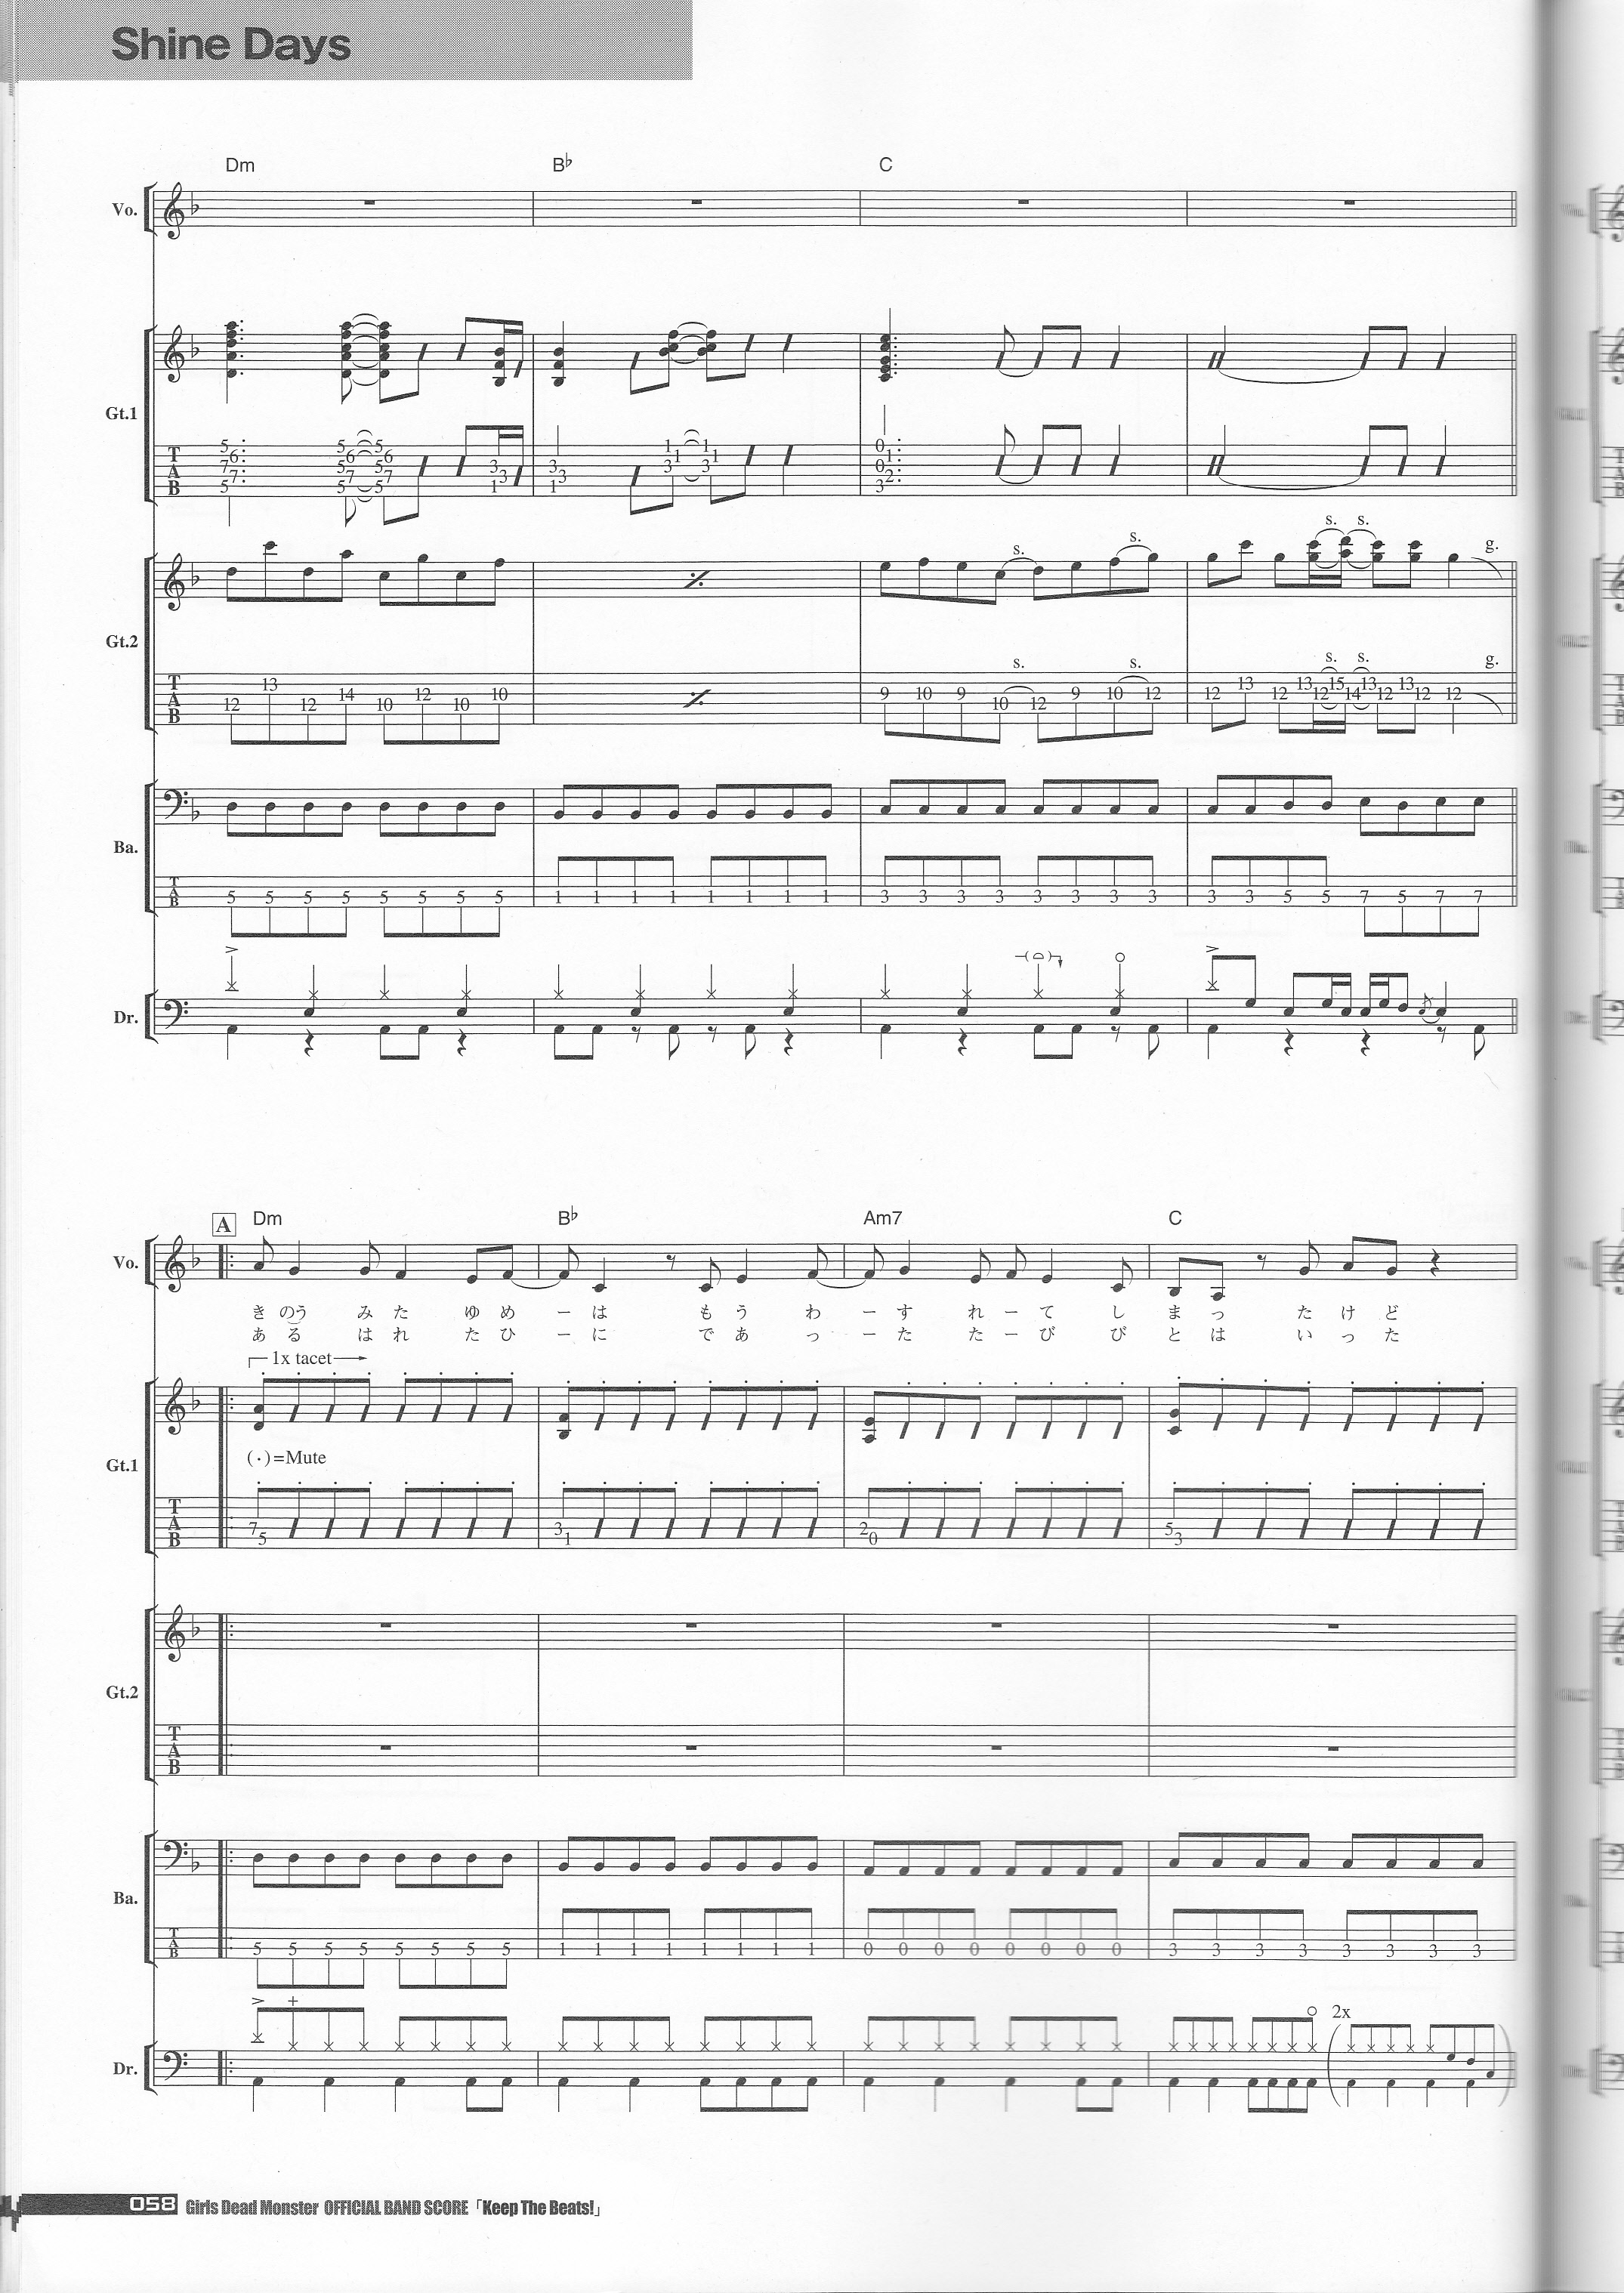 Shine Days
Dm B♭ C
Vo.
Gt.1
T A B
5 6 7 7 5 5 6 5 7 5 5 6 5 7 5 3 3 1 3 3 1 1 1 3 1 1 3 0 1 0 2 3
s. s. s. s. g.
Gt.2
s. s. s. s. g.
T A B
12 13 12 14 10 12 10 10 9 10 9 10 12 9 10 12 12 13 12 13 12 15 14 13 12 13 12 12
Ba.
T A B
5 5 5 5 5 5 5 5 1 1 1 1 1 1 1 1 3 3 3 3 3 3 3 3 3 3 5 5 7 5 7 7
Dr.
A Dm B♭ Am7 C
Vo.
き のう み た ゆ め ー は も う わ ー す れ ー て し ま っ た け ど
あ る は れ た ひ ー に で あ っ ー た た ー び び と は い っ た
1x tacet
(・)=Mute
Gt.1
T A B
7 5 3 1 2 0 5 3
Gt.2
T A B
Ba.
T A B
5 5 5 5 5 5 5 5 1 1 1 1 1 1 1 1 0 0 0 0 0 0 0 0 3 3 3 3 3 3 3 3
2x
Dr.
058 Girls Dead Monster OFFICIAL BAND SCORE「Keep The Beats!」